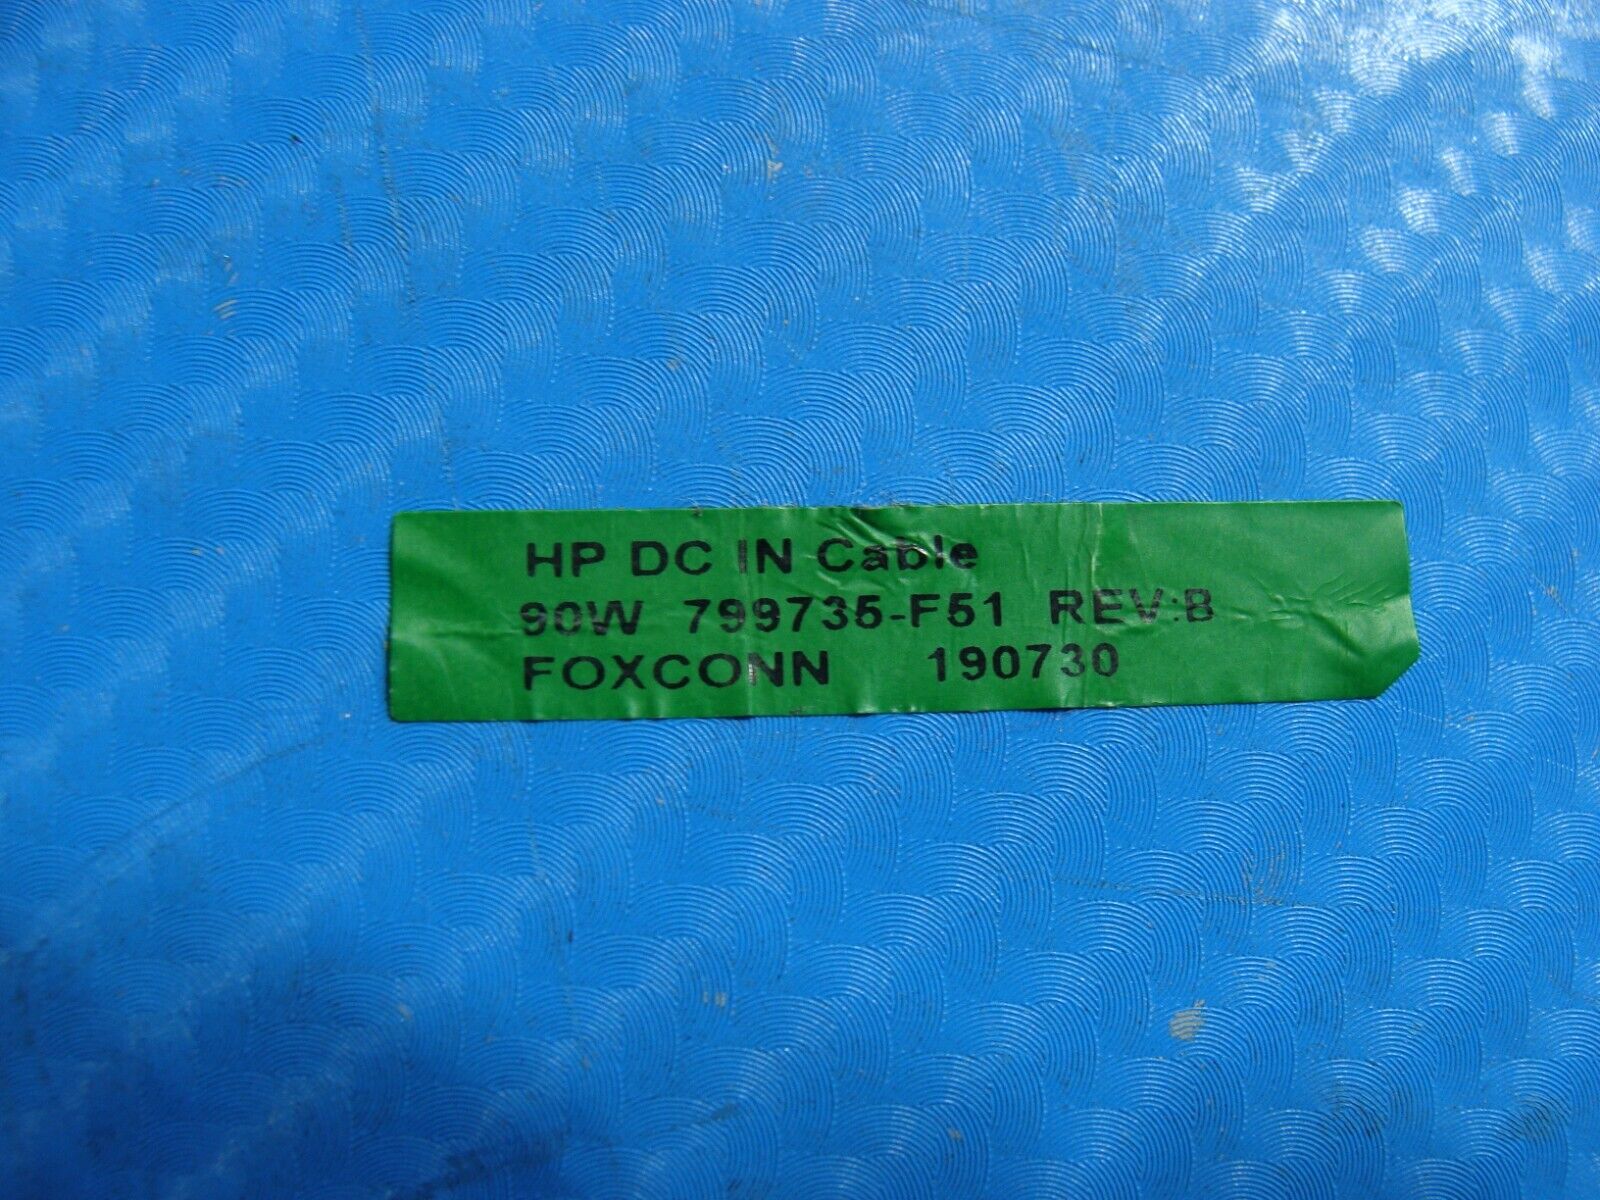 HP DC IN Cable
90W 799735-F51 REV:B
FOXCONN 190730